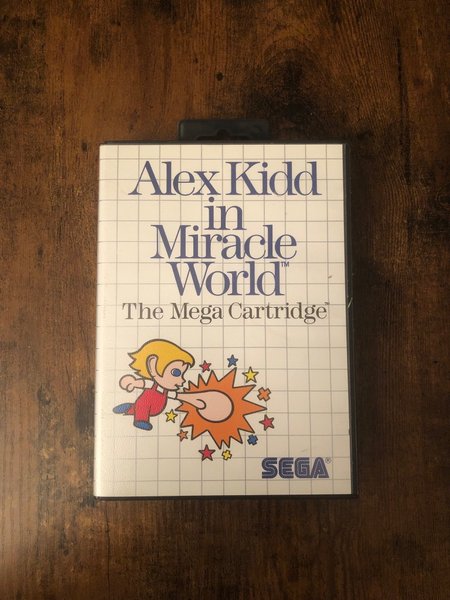 Alex Kidd
in
Miracle
World™
The Mega Cartridge™
SEGA®